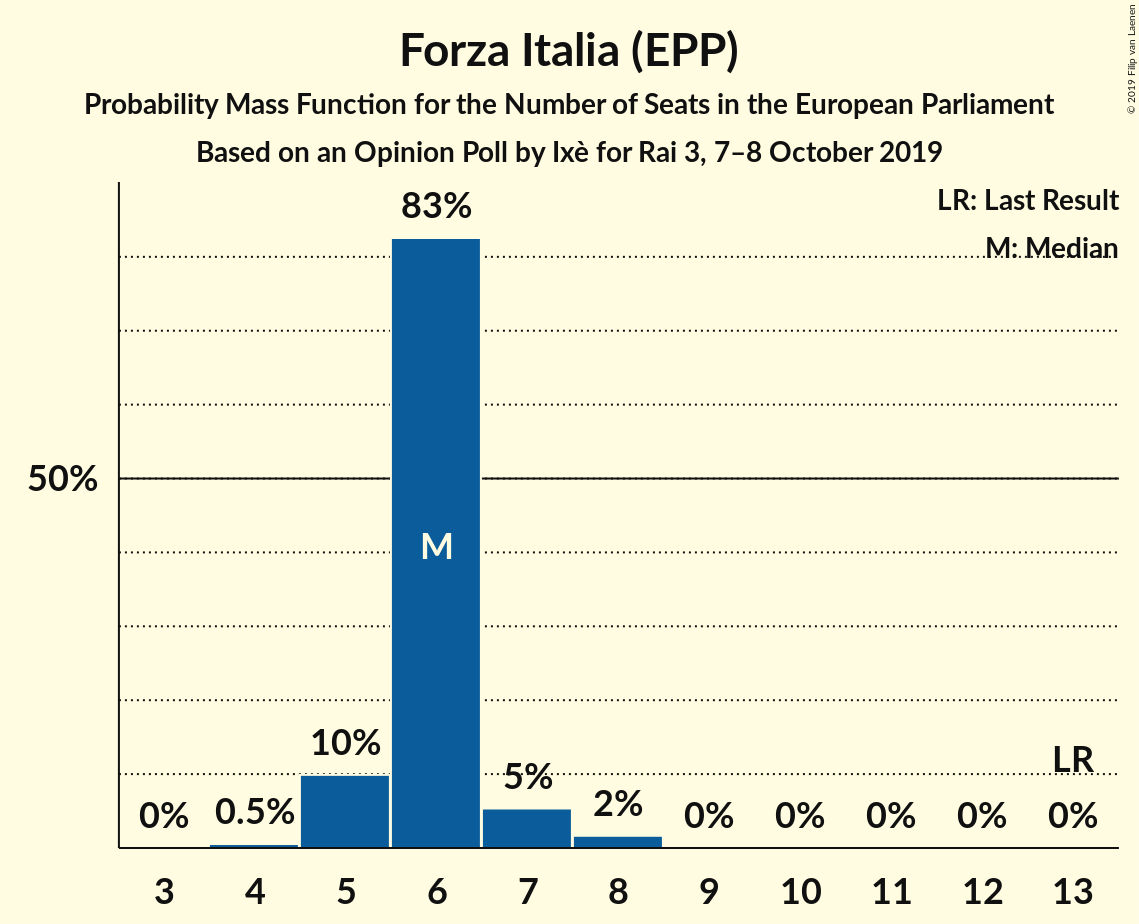 Forza Italia (EPP)
Probability Mass Function for the Number of Seats in the European Parliament
Based on an Opinion Poll by Ixè for Rai 3, 7–8 October 2019
© 2019 Filip van Laenen
LR: Last Result
M: Median
83%
50%
M
10%
LR
5%
2%
0% 0.5% 0% 0% 0% 0% 0%
3 4 5 6 7 8 9 10 11 12 13